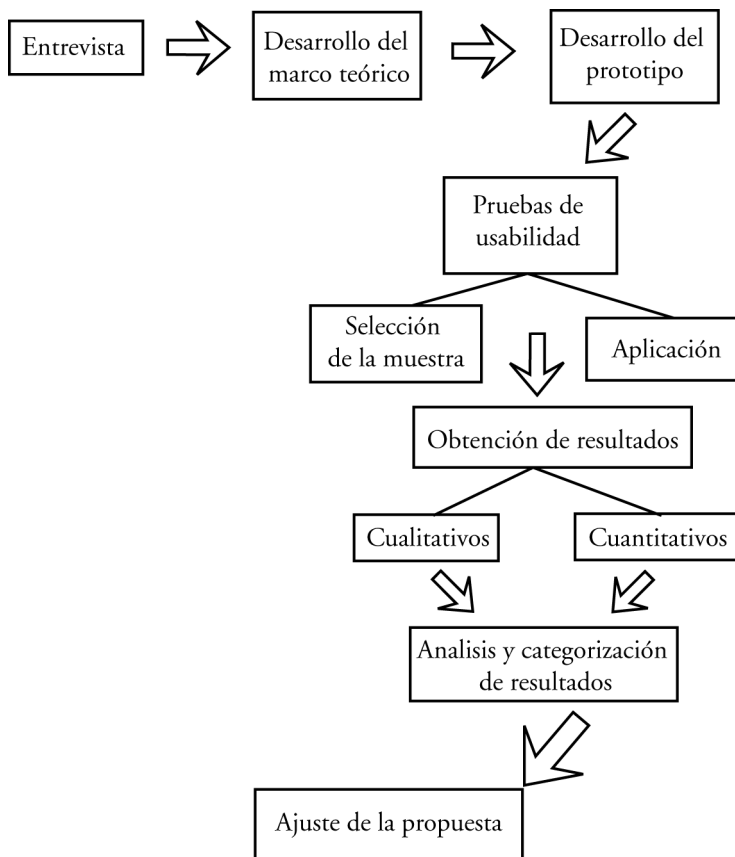 Entrevista
Desarrollo del
marco teórico
Desarrollo del
prototipo
Pruebas de
usabilidad
Selección
de la muestra
Aplicación
Obtención de resultados
Cualitativos
Cuantitativos
Analisis y categorización
de resultados
Ajuste de la propuesta